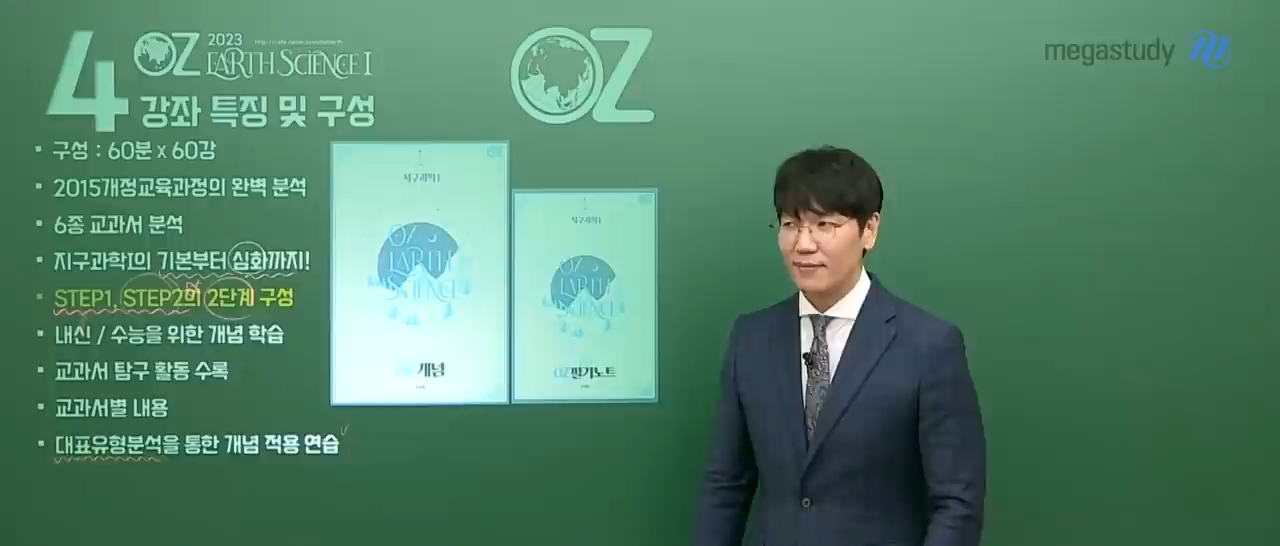 4
OZ
2023
EARTH SCIENCE I
강좌 특징 및 구성
OZ
megastudy
▪ 구성 : 60분 x 60강
▪ 2015개정교육과정의 완벽 분석
▪ 6종 교과서 분석
▪ 지구과학I의 기본부터 심화까지!
▪ STEP1, STEP2의 2단계 구성
▪ 내신 / 수능을 위한 개념 학습
▪ 교과서 탐구 활동 수록
▪ 교과서별 내용
▪ 대표유형분석을 통한 개념 적용 연습
지구과학I
OZ
EARTH
SCIENCE
개념
지구과학I
OZ
EARTH
SCIENCE
OZ필기노트